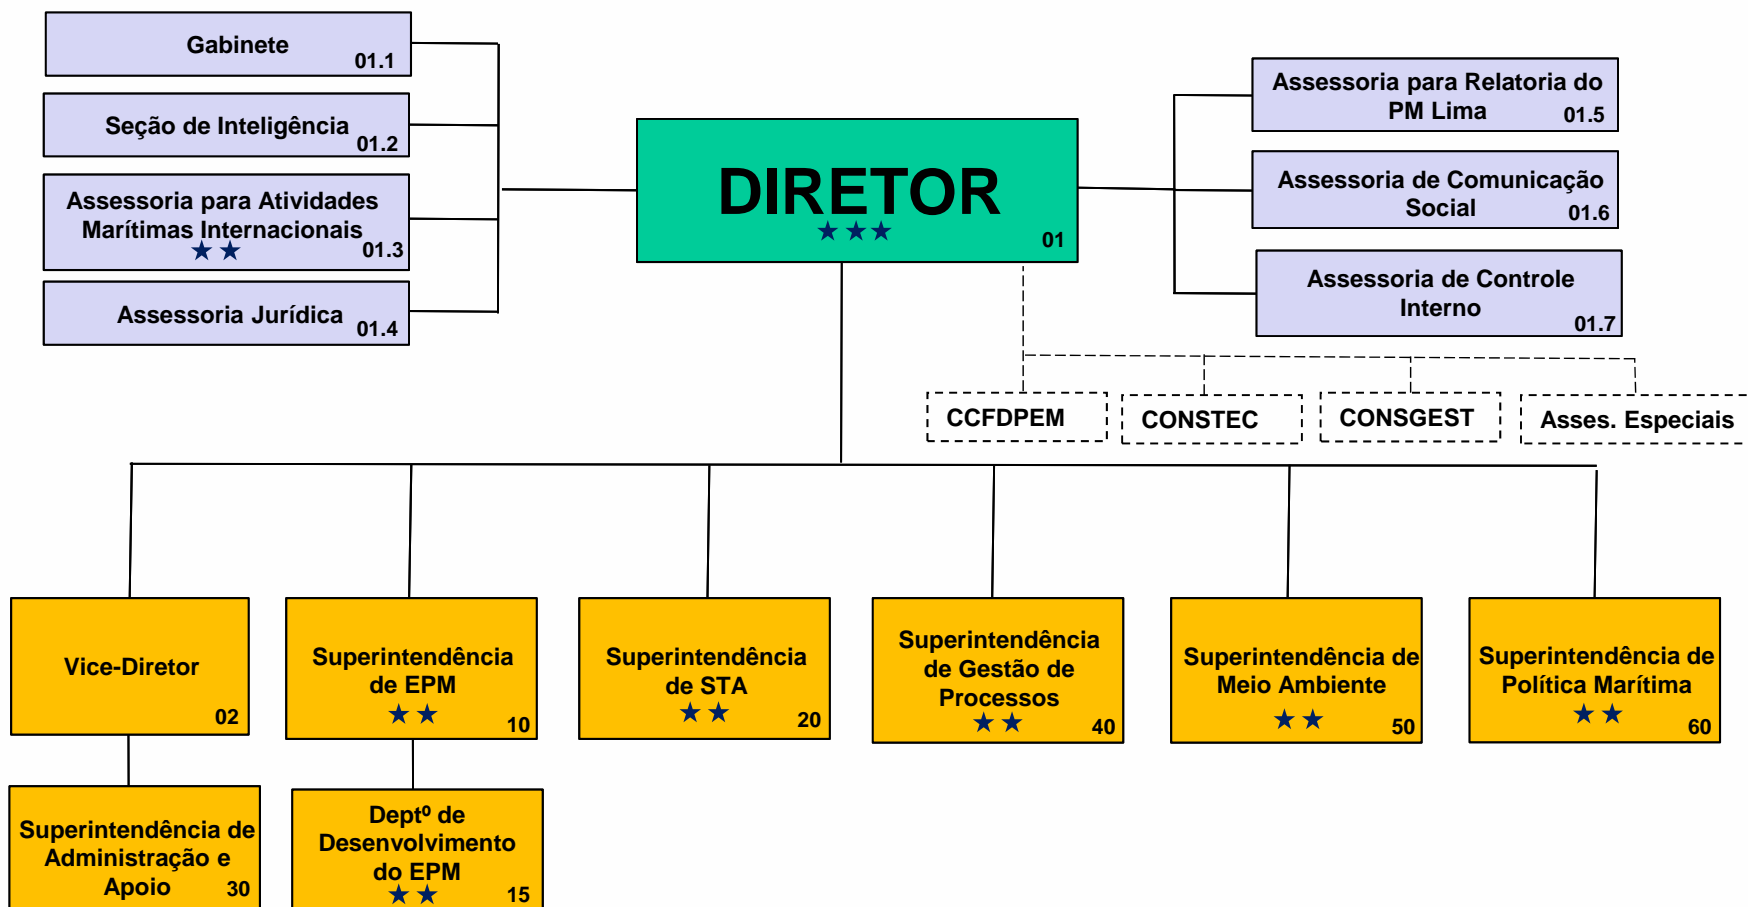 Gabinete
01.1
Seção de Inteligência
01.2
Assessoria para Atividades
Marítimas Internacionais
01.3
Assessoria Jurídica
01.4
DIRETOR
01
Assessoria para Relatoria do
PM Lima
01.5
Assessoria de Comunicação
Social
01.6
Assessoria de Controle
Interno
01.7
CCFDPEM
CONSTEC
CONSGEST
Asses. Especiais
Vice-Diretor
02
Superintendência
de EPM
10
Superintendência
de STA
20
Superintendência
de Gestão de
Processos
40
Superintendência de
Meio Ambiente
50
Superintendência de
Política Marítima
60
Superintendência de
Administração e
Apoio
30
Deptº de
Desenvolvimento
do EPM
15